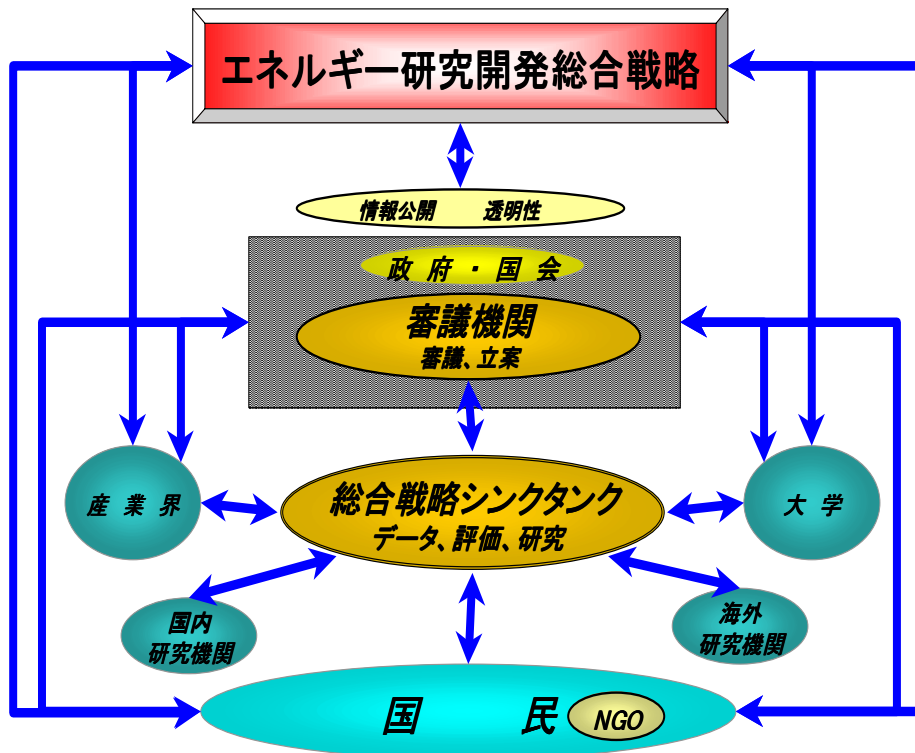 エネルギー研究開発総合戦略
情報公開 透明性
政府・国会
審議機関
審議、立案
産業界
総合戦略シンクタンク
データ、評価、研究
大学
国内
研究機関
海外
研究機関
国民
NGO